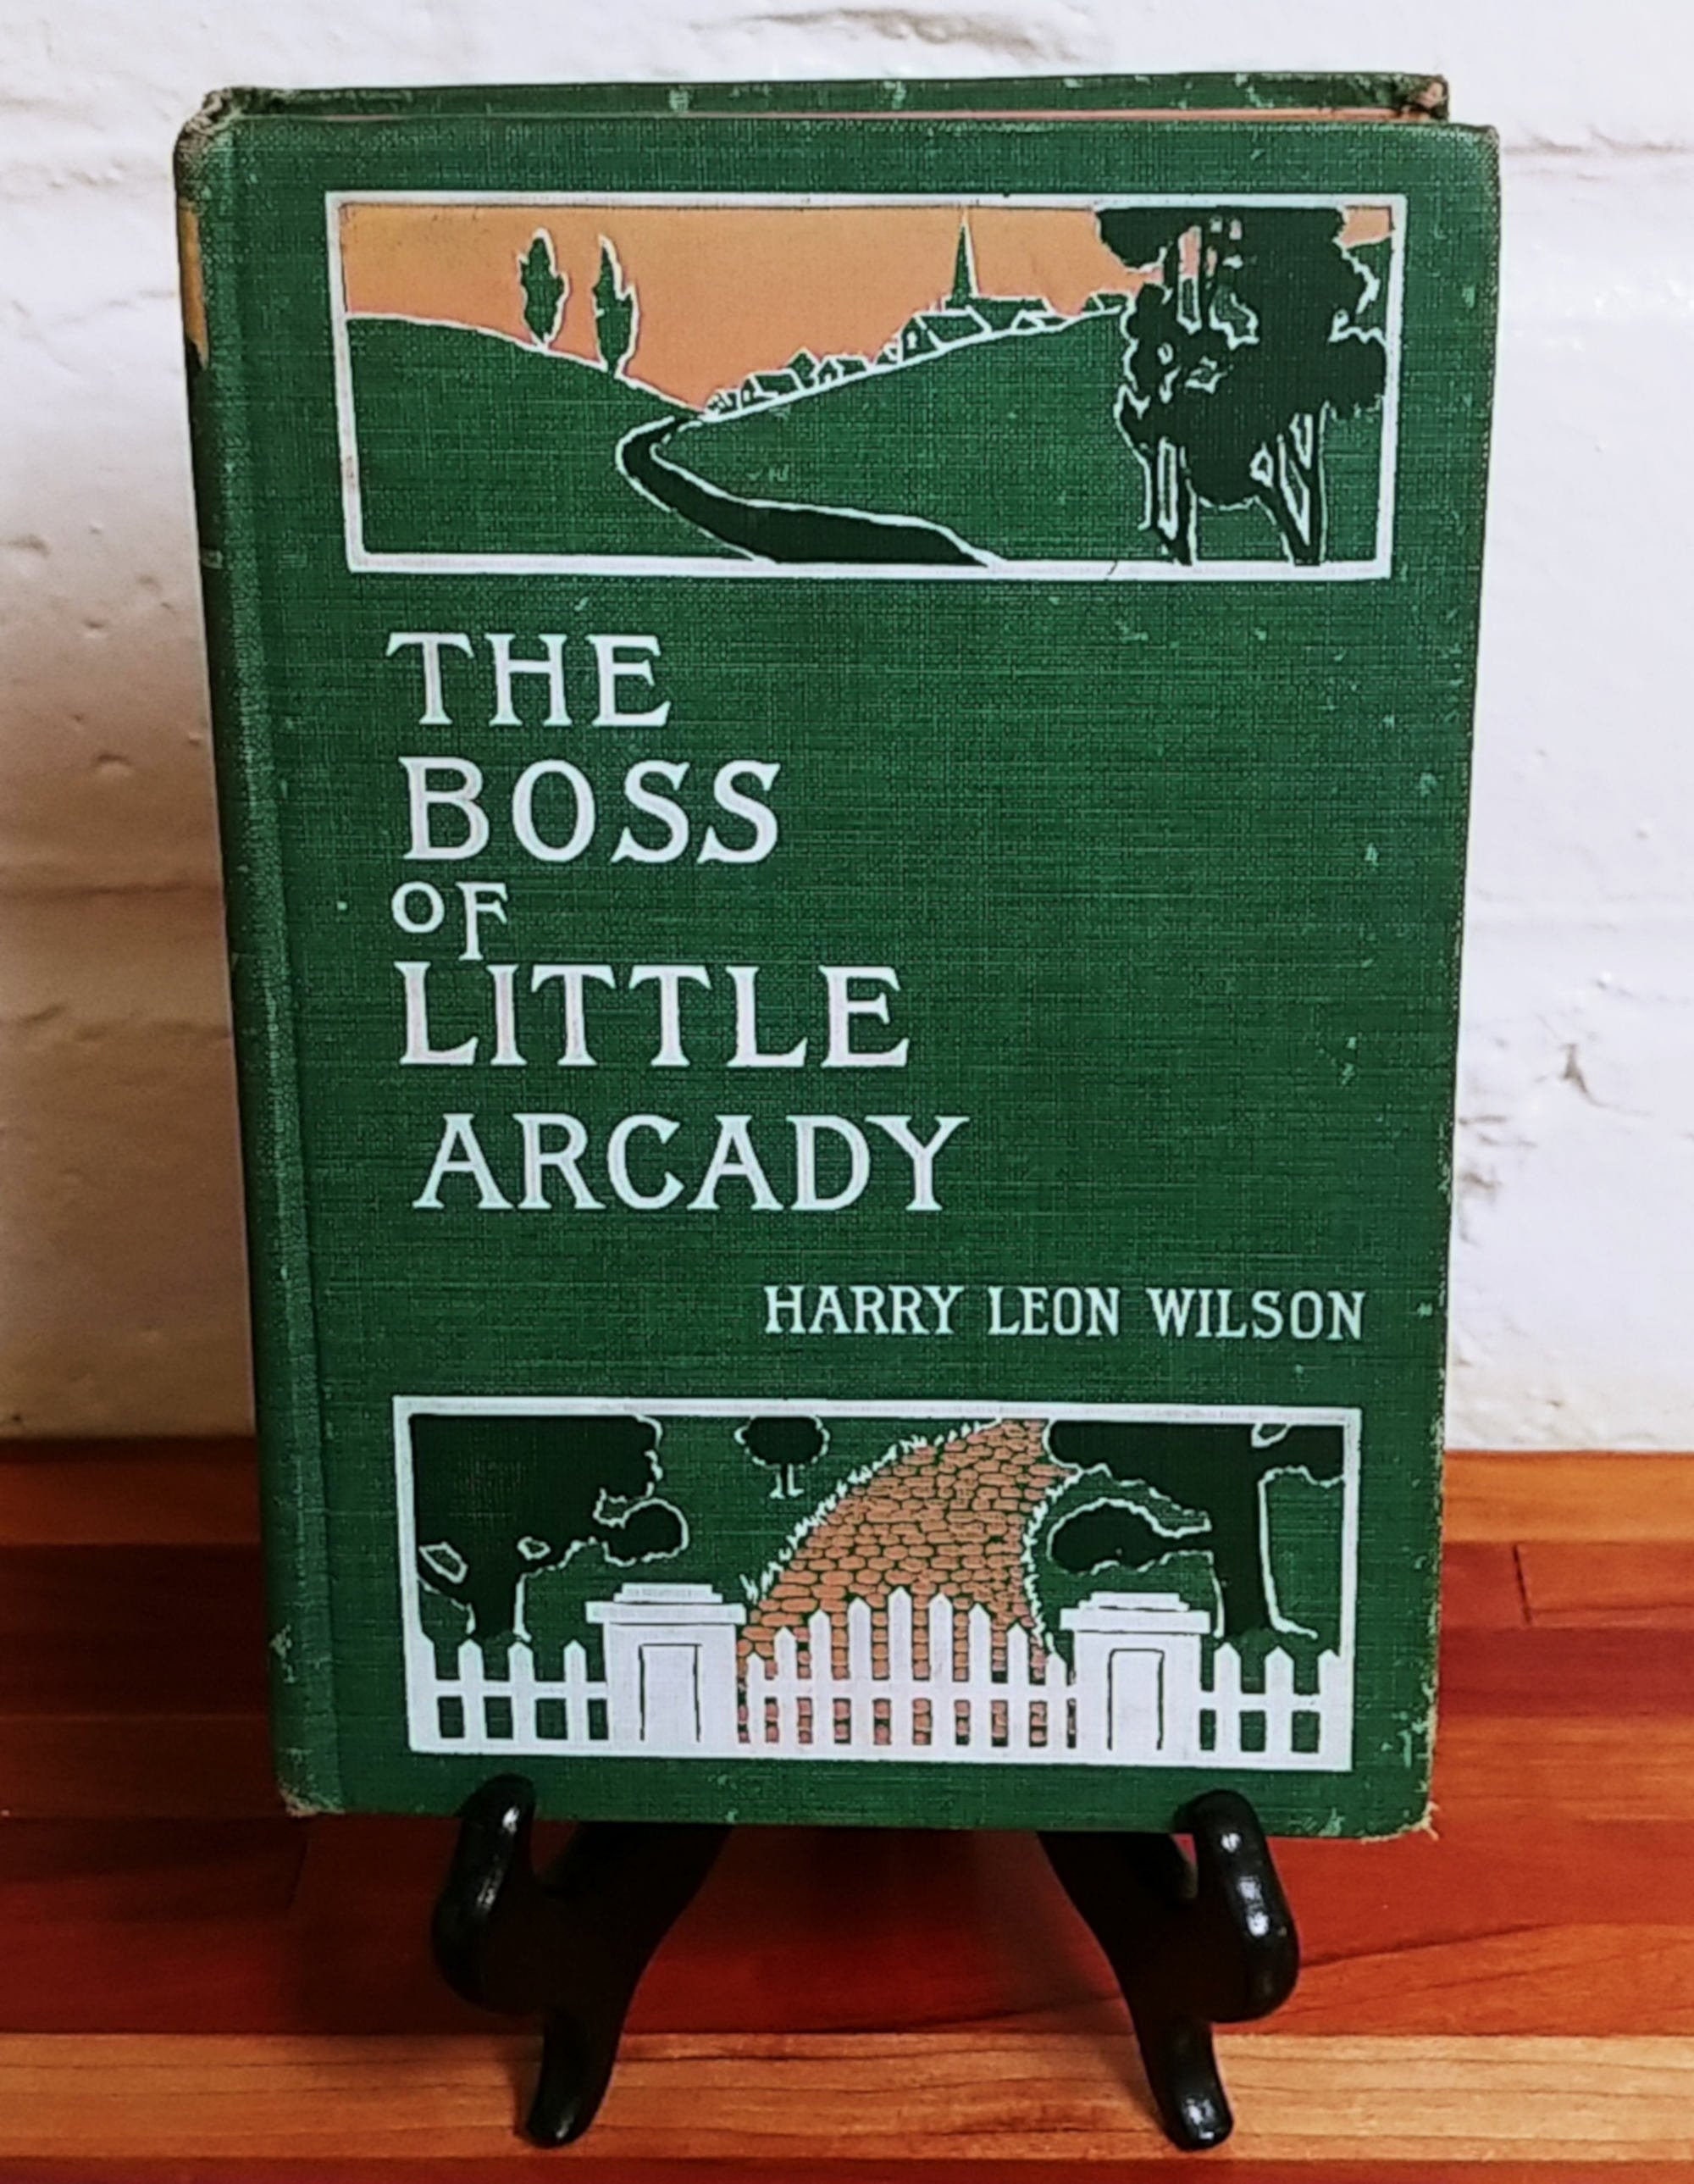 THE
BOSS
OF
LITTLE
ARCADY
HARRY LEON WILSON